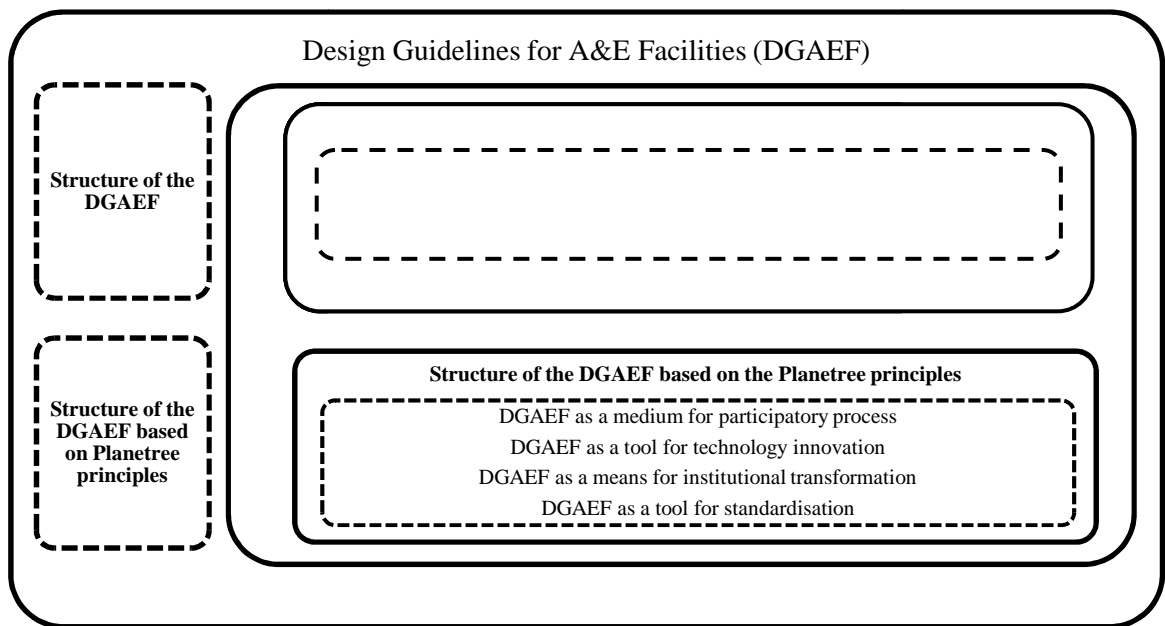 Design Guidelines for A&E Facilities (DGAEF)
Structure of the
DGAEF
Structure of the
DGAEF based
on Planetree
principles
Structure of the DGAEF based on the Planetree principles
DGAEF as a medium for participatory process
DGAEF as a tool for technology innovation
DGAEF as a means for institutional transformation
DGAEF as a tool for standardisation